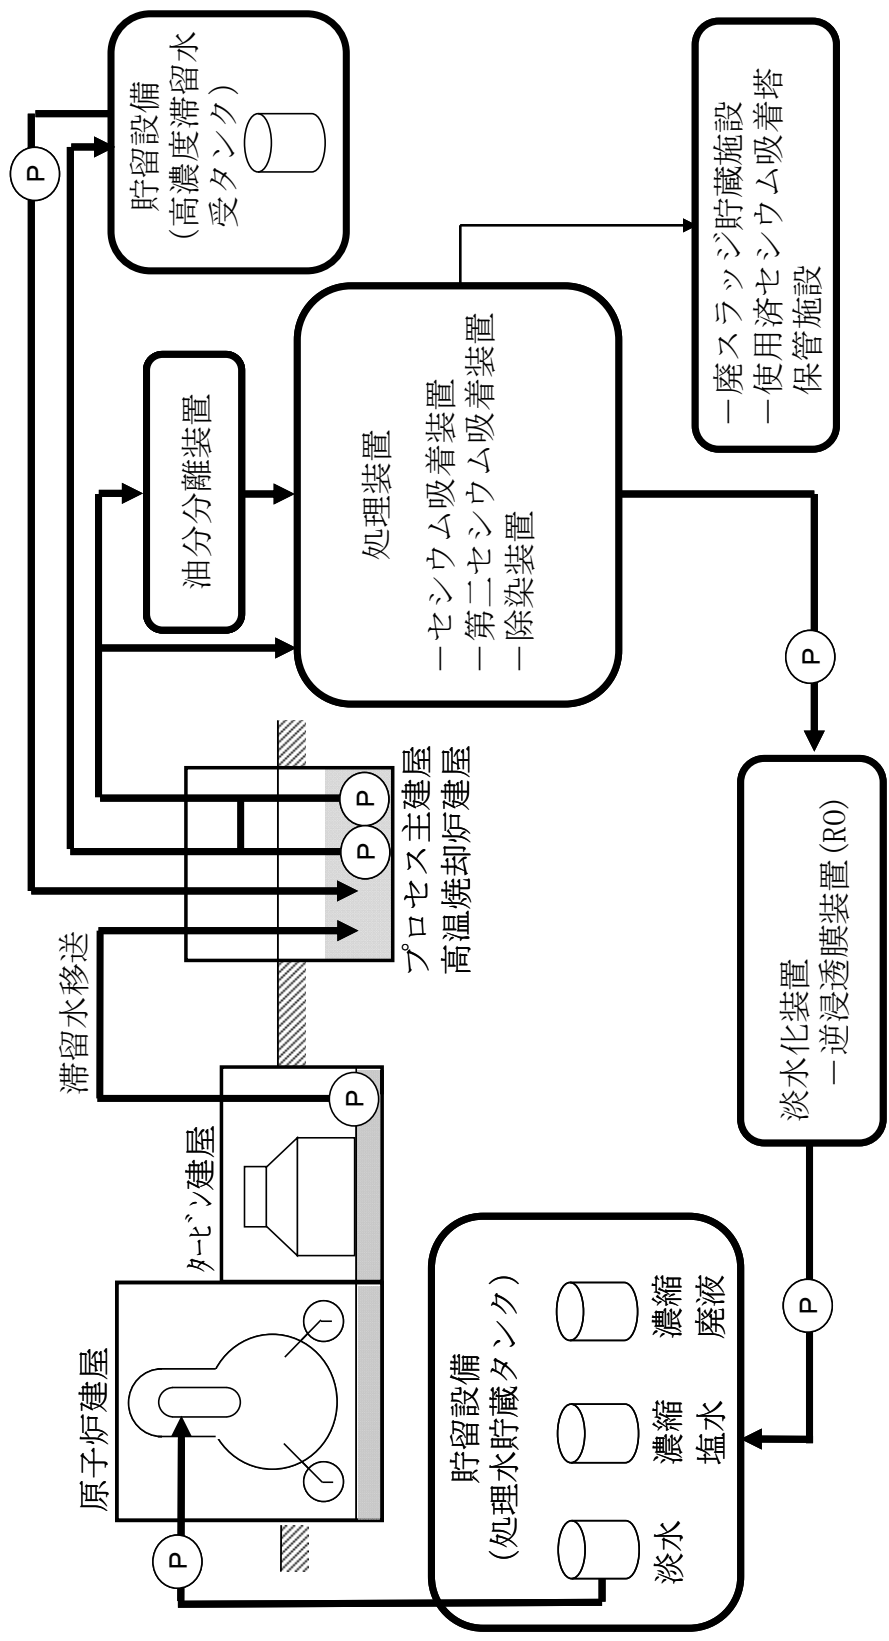 原子炉建屋
P
ﾀｰﾋﾞﾝ建屋
P
滞留水移送
プロセス主建屋
高温焼却炉建屋
P
P
油分分離装置
P
貯留設備
(高濃度滞留水
受タンク)
処理装置
－セシウム吸着装置
－第二セシウム吸着装置
－除染装置
－廃スラッジ貯蔵施設
－使用済セシウム吸着塔
保管施設
P
淡水化装置
－逆浸透膜装置(RO)
P
貯留設備
(処理水貯蔵タンク)
淡水
濃縮
塩水
濃縮
廃液